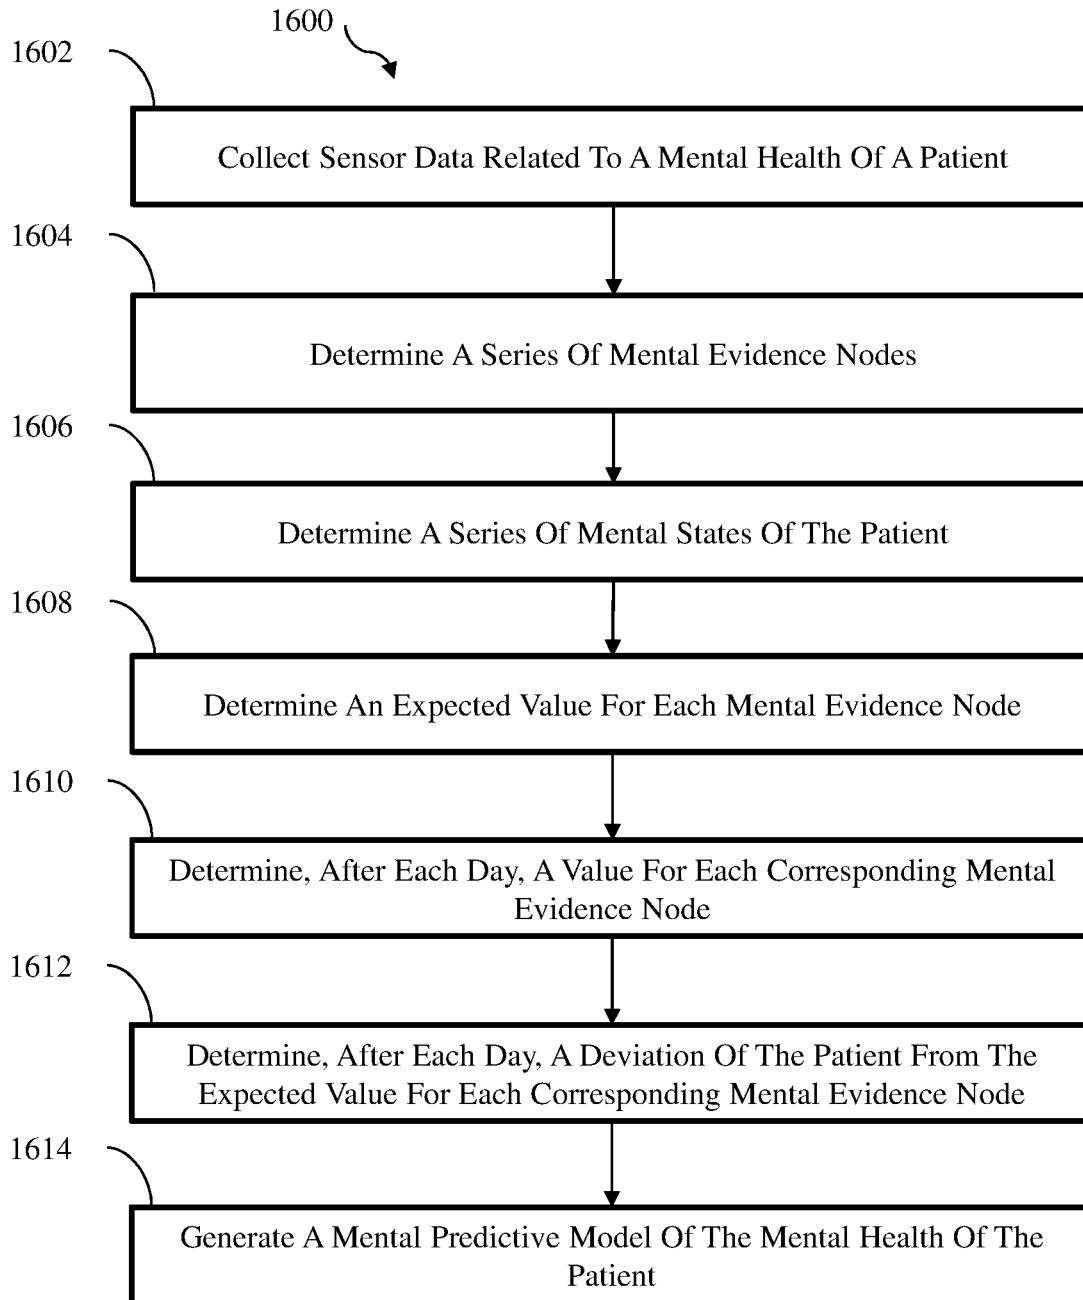 1600
1602
Collect Sensor Data Related To A Mental Health Of A Patient
1604
Determine A Series Of Mental Evidence Nodes
1606
Determine A Series Of Mental States Of The Patient
1608
Determine An Expected Value For Each Mental Evidence Node
1610
Determine, After Each Day, A Value For Each Corresponding Mental
Evidence Node
1612
Determine, After Each Day, A Deviation Of The Patient From The
Expected Value For Each Corresponding Mental Evidence Node
1614
Generate A Mental Predictive Model Of The Mental Health Of The
Patient